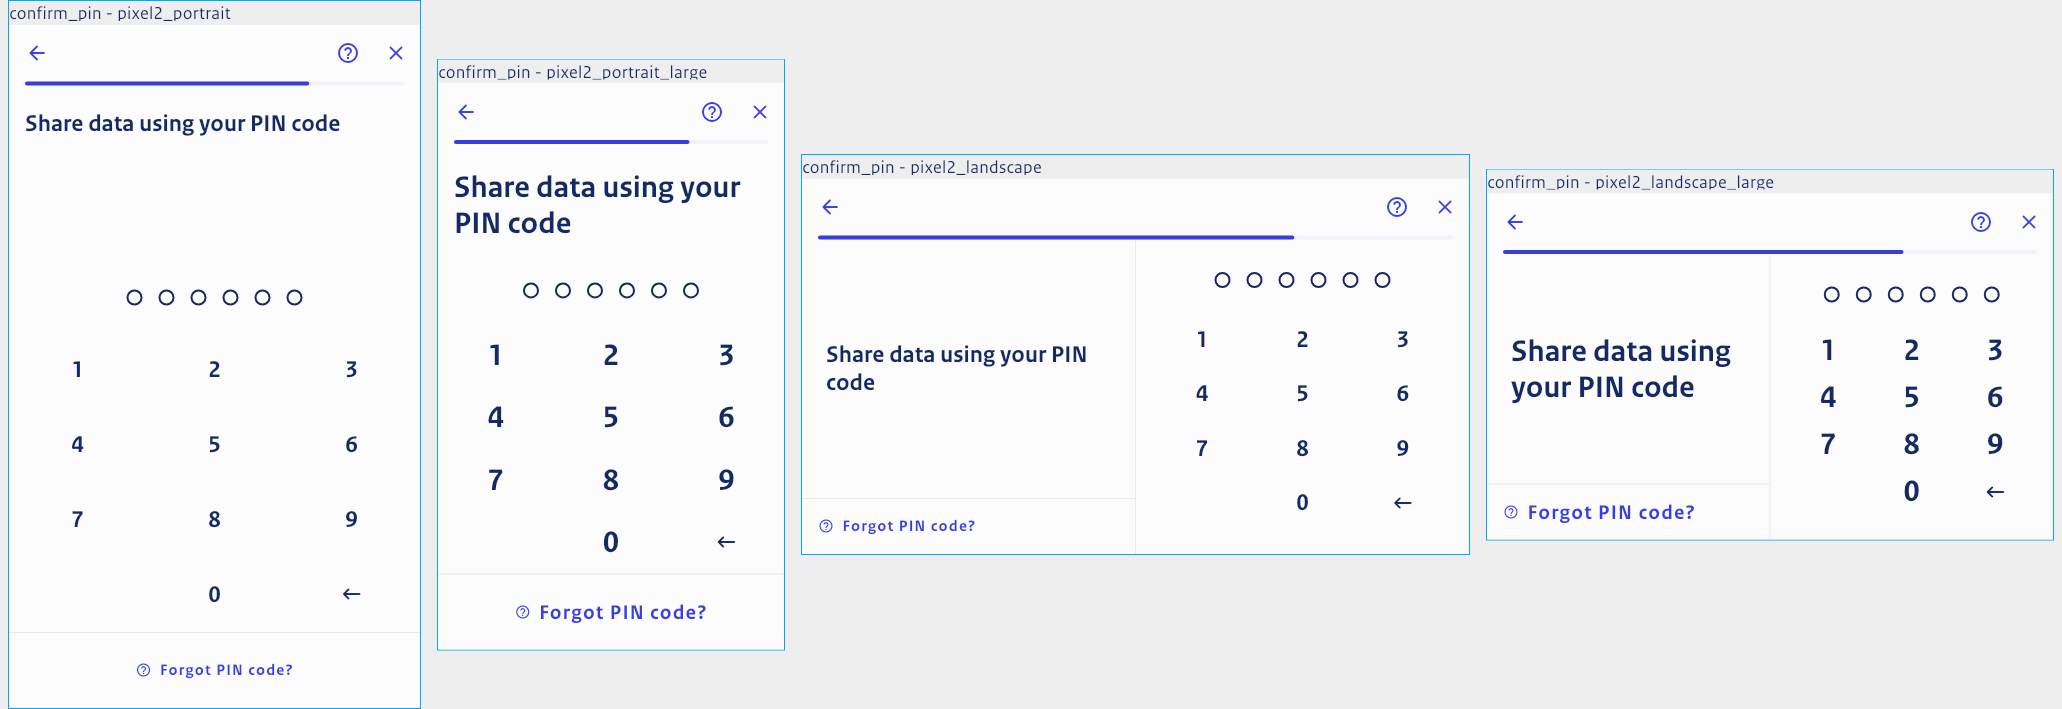 confirm_pin - pixel2_portrait
Share data using your PIN code
1 2 3
4 5 6
7 8 9
0 ←
Forgot PIN code?
confirm_pin - pixel2_portrait_large
Share data using your
PIN code
1 2 3
4 5 6
7 8 9
0 ←
Forgot PIN code?
confirm_pin - pixel2_landscape
Share data using your PIN
code
1 2 3
4 5 6
7 8 9
0 ←
Forgot PIN code?
confirm_pin - pixel2_landscape_large
Share data using
your PIN code
1 2 3
4 5 6
7 8 9
0 ←
Forgot PIN code?